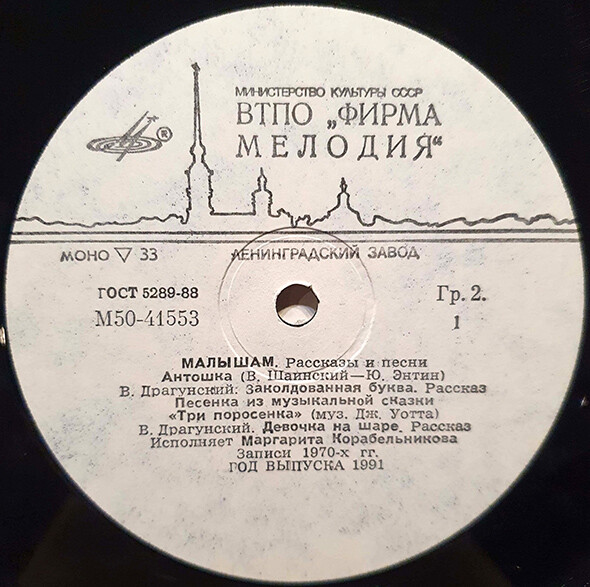 МИНИСТЕРСТВО КУЛЬТУРЫ СССР
ВТПО „ФИРМА
МЕЛОДИЯ“
®
МОНО ▽ 33
ЛЕНИНГРАДСКИЙ ЗАВОД
ГОСТ 5289-88
Гр. 2.
М50-41553
1
МАЛЫШАМ. Рассказы и песни
Антошка (В. Шаинский—Ю. Энтин)
В. Драгунский. Заколдованная буква. Рассказ
Песенка из музыкальной сказки
«Три поросенка» (муз. Дж. Уотта)
В. Драгунский. Девочка на шаре. Рассказ
Исполняет Маргарита Корабельникова
Записи 1970-х гг.
ГОД ВЫПУСКА 1991